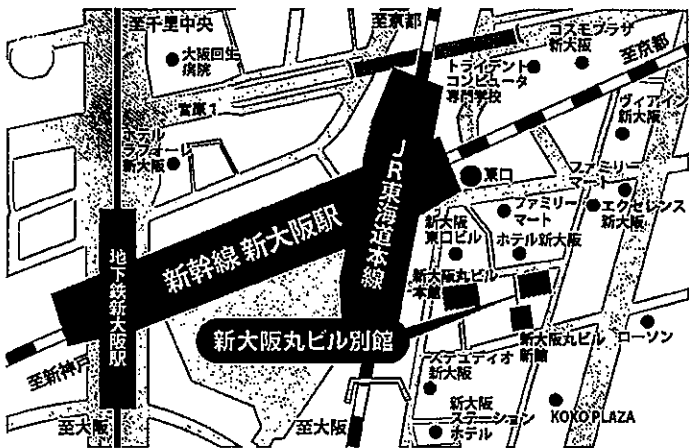 至千里中央
至京都
コスモプラザ
新大阪
大阪回生
病院
トライデント
コンピュータ
専門学校
至京都
宮原1
ヴィアイン
新大阪
ホテル
ラフォーレ
新大阪
JR東海道本線
東口
ファミリー
マート
ファミリー
マート
エクセレンス
新大阪
新幹線 新大阪駅
新大阪
東口ビル
ホテル新大阪
地下鉄新大阪駅
新大阪丸ビル
本館
新大阪丸ビル別館
新大阪丸ビル
新館
ローソン
至新神戸
ステュディオ
新大阪
至大阪
至大阪
新大阪
ステーション
ホテル
KOKO PLAZA